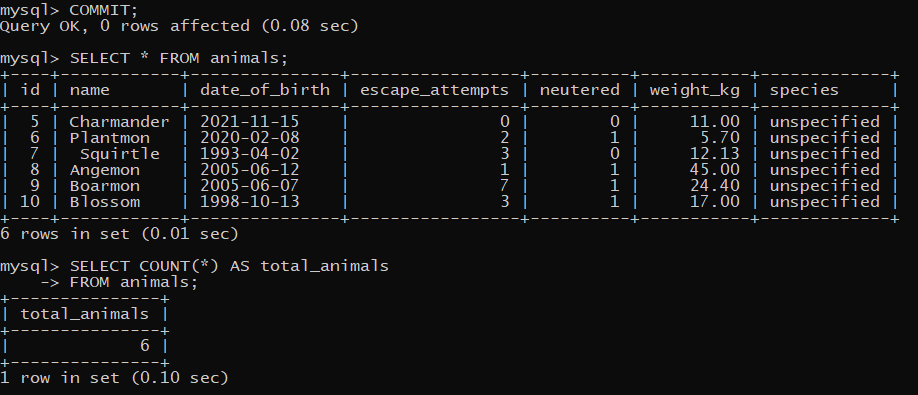 mysql> COMMIT;
Query OK, 0 rows affected (0.08 sec)

mysql> SELECT * FROM animals;
+----+------------+---------------+-----------------+----------+-----------+-------------+
| id | name       | date_of_birth | escape_attempts | neutered | weight_kg | species     |
+----+------------+---------------+-----------------+----------+-----------+-------------+
|  5 | Charmander | 2021-11-15    |               0 |        0 |     11.00 | unspecified |
|  6 | Plantmon   | 2020-02-08    |               2 |        1 |      5.70 | unspecified |
|  7 |  Squirtle  | 1993-04-02    |               3 |        0 |     12.13 | unspecified |
|  8 | Angemon    | 2005-06-12    |               1 |        1 |     45.00 | unspecified |
|  9 | Boarmon    | 2005-06-07    |               7 |        1 |     24.40 | unspecified |
| 10 | Blossom    | 1998-10-13    |               3 |        1 |     17.00 | unspecified |
+----+------------+---------------+-----------------+----------+-----------+-------------+
6 rows in set (0.01 sec)

mysql> SELECT COUNT(*) AS total_animals
    -> FROM animals;
+---------------+
| total_animals |
+---------------+
|             6 |
+---------------+
1 row in set (0.10 sec)